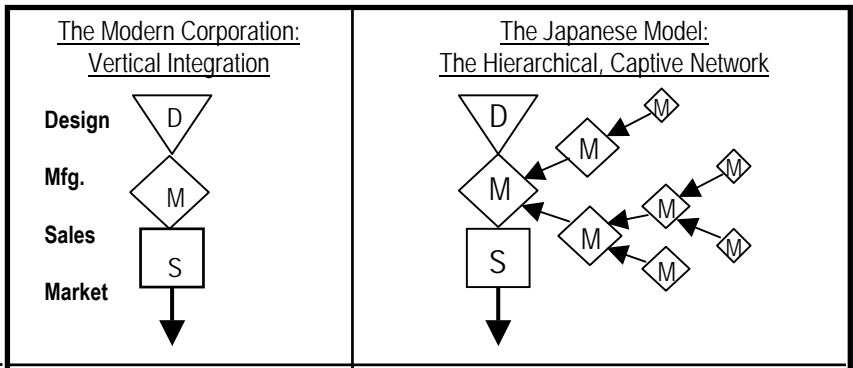 The Modern Corporation:
Vertical Integration
Design
D
Mfg.
M
Sales
S
Market
The Japanese Model:
The Hierarchical, Captive Network
D
M
M
M
M
M
S
M
M
M